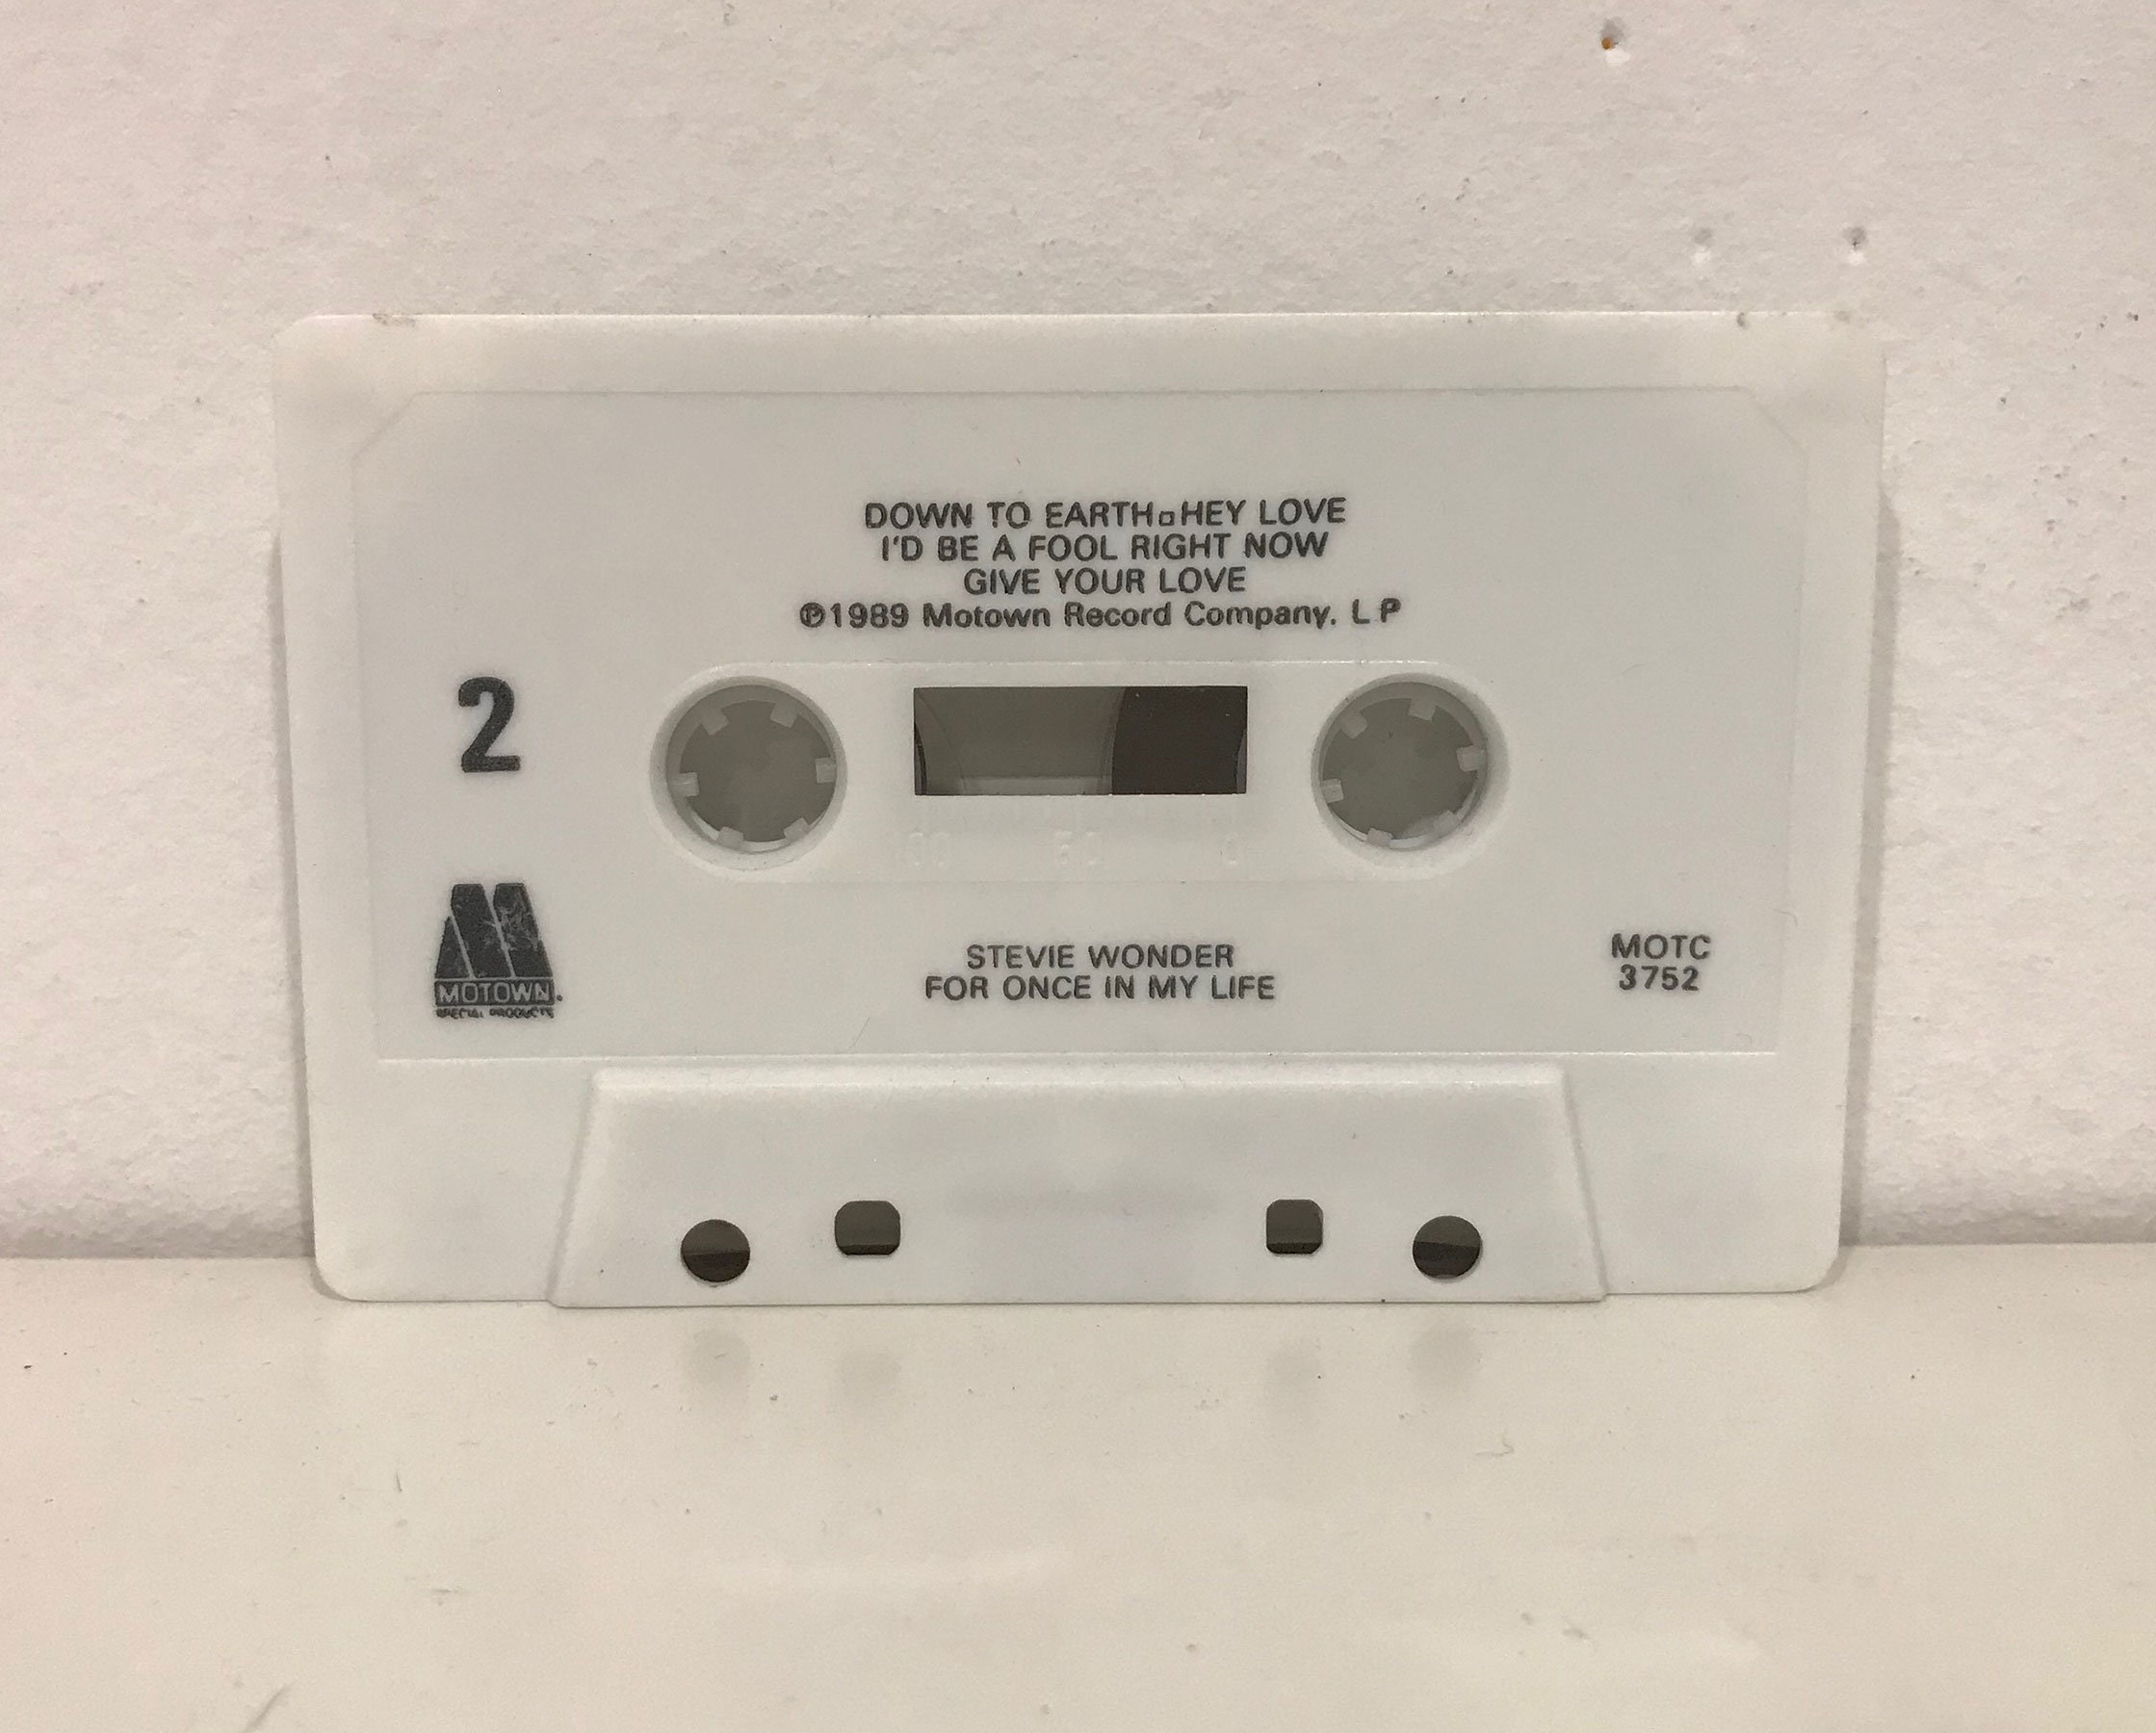 DOWN TO EARTH▫HEY LOVE
I'D BE A FOOL RIGHT NOW
GIVE YOUR LOVE
℗1989 Motown Record Company. L P
2
MOTOWN.
SPECIAL PRODUCTS
STEVIE WONDER
FOR ONCE IN MY LIFE
MOTC
3752